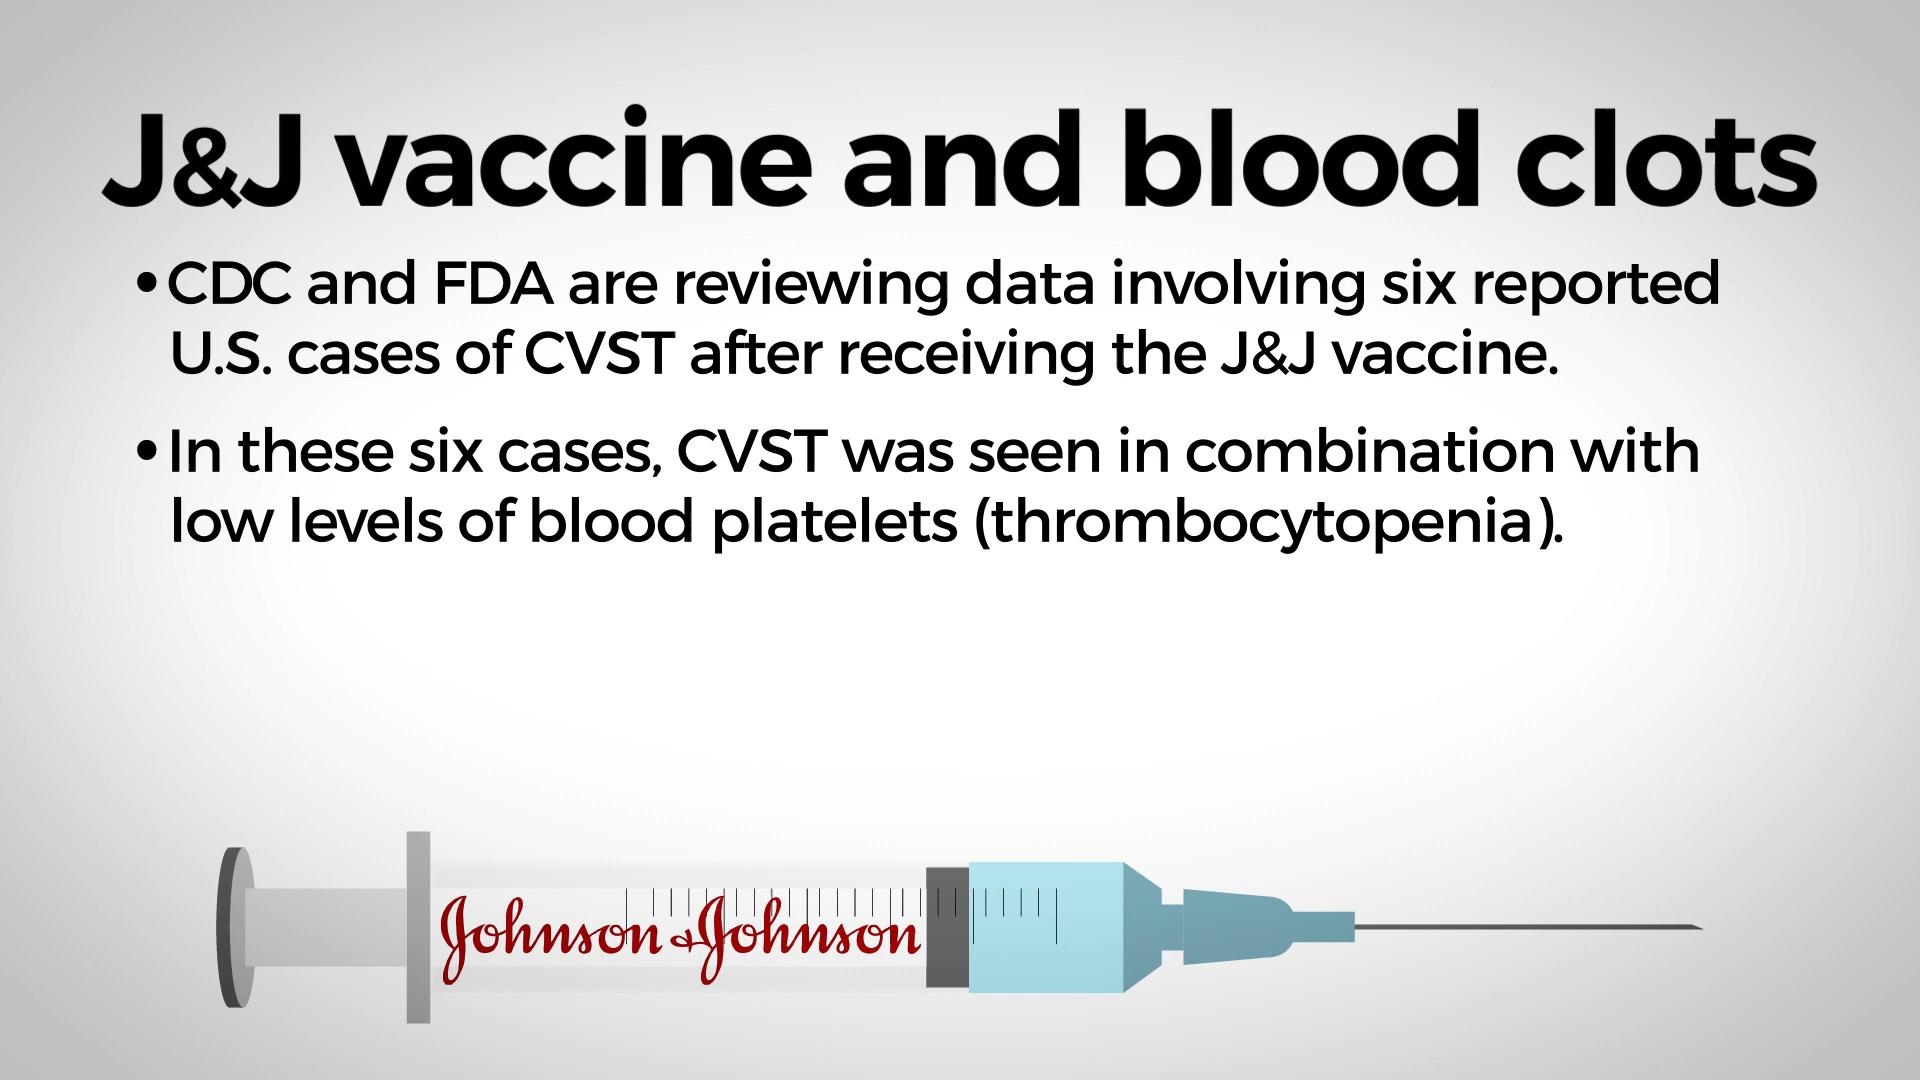 J&J vaccine and blood clots
•CDC and FDA are reviewing data involving six reported
U.S. cases of CVST after receiving the J&J vaccine.
•In these six cases, CVST was seen in combination with
low levels of blood platelets (thrombocytopenia).
Johnson & Johnson